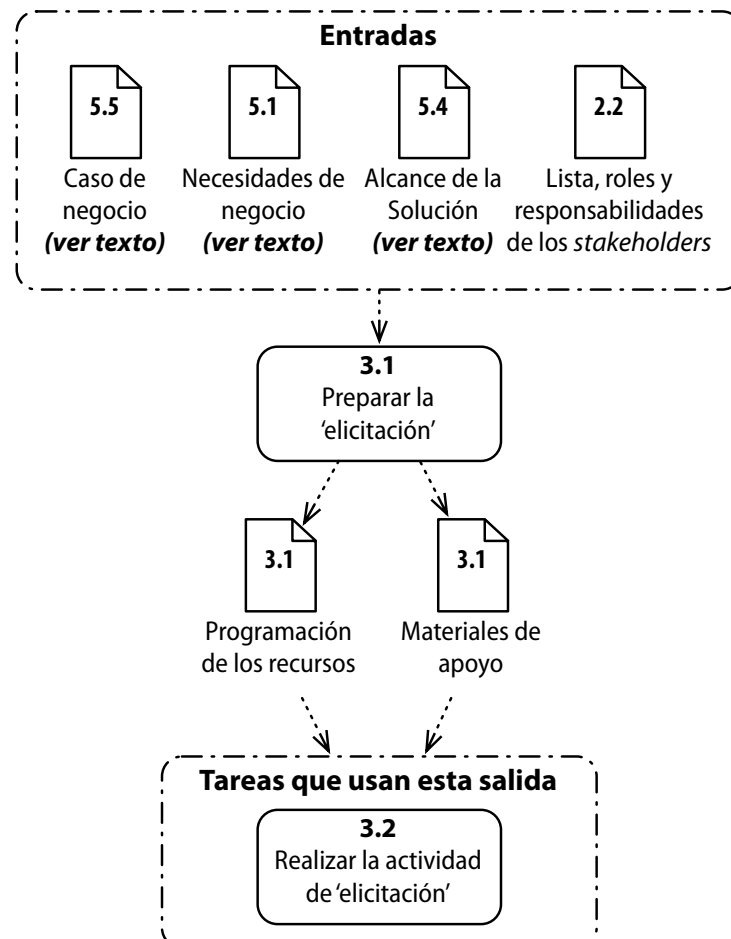 Entradas
5.5
5.1
5.4
2.2
Caso de
negocio
(ver texto)
Necesidades de
negocio
(ver texto)
Alcance de la
Solución
(ver texto)
Lista, roles y
responsabilidades
de los stakeholders
3.1
Preparar la
‘elicitación’
3.1
3.1
Programación
de los recursos
Materiales de
apoyo
Tareas que usan esta salida
3.2
Realizar la actividad
de ‘elicitación’